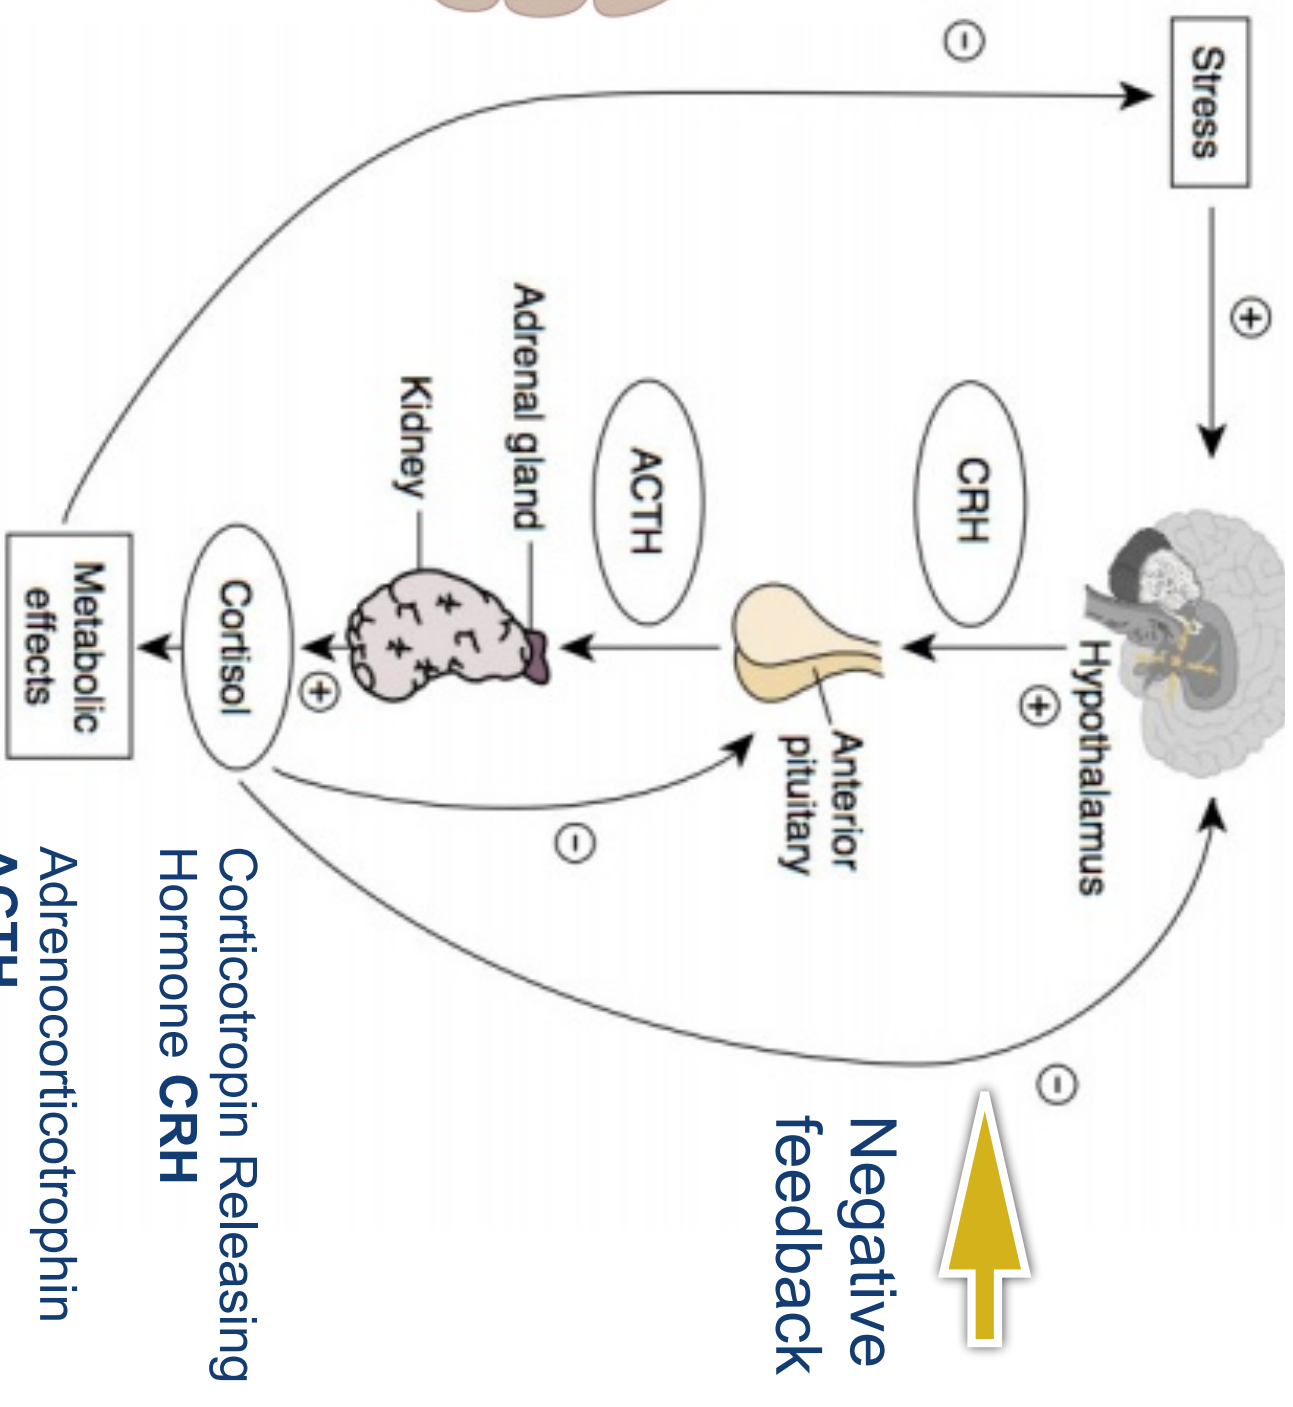 Stress
+
-
Hypothalamus
CRH
+
-
Anterior
pituitary
Negative
feedback
ACTH
-
Adrenal gland
Kidney
+
Cortisol
Metabolic
effects
Corticotropin Releasing
Hormone CRH
Adrenocorticotrophin
ACTH